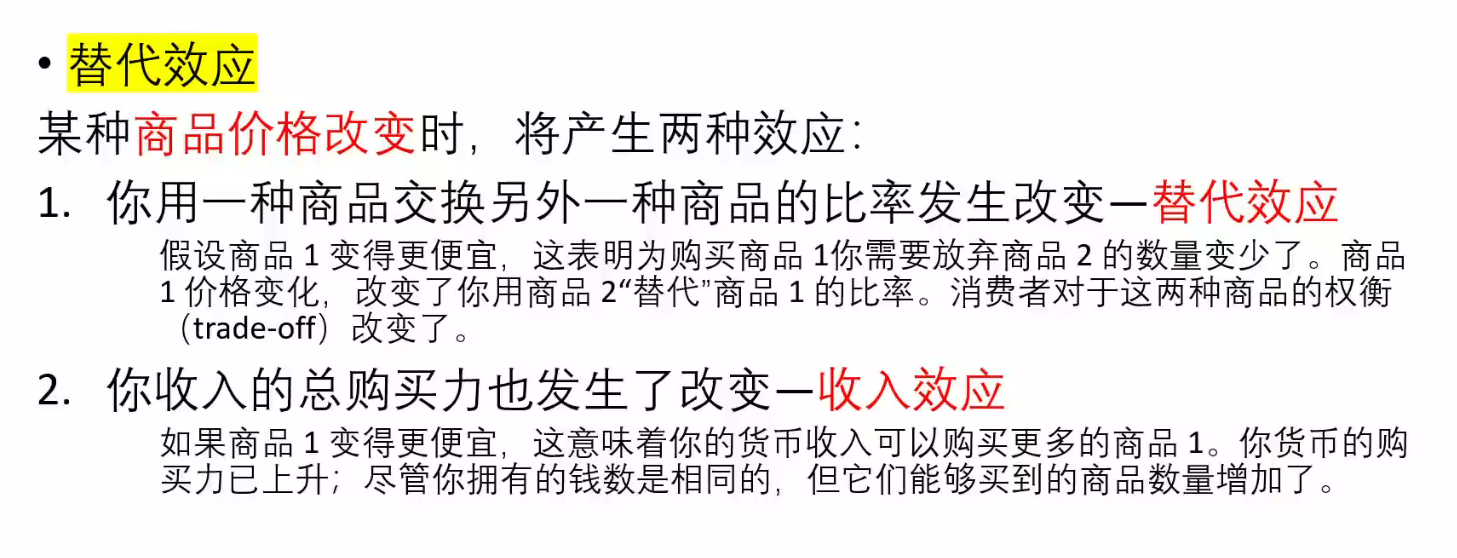 • 替代效应
某种商品价格改变时，将产生两种效应：
1. 你用一种商品交换另外一种商品的比率发生改变—替代效应
假设商品 1 变得更便宜，这表明为购买商品 1你需要放弃商品 2 的数量变少了。商品
1 价格变化，改变了你用商品 2“替代”商品 1 的比率。消费者对于这两种商品的权衡
（trade-off）改变了。
2. 你收入的总购买力也发生了改变—收入效应
如果商品 1 变得更便宜，这意味着你的货币收入可以购买更多的商品 1。你货币的购
买力已上升；尽管你拥有的钱数是相同的，但它们能够买到的商品数量增加了。